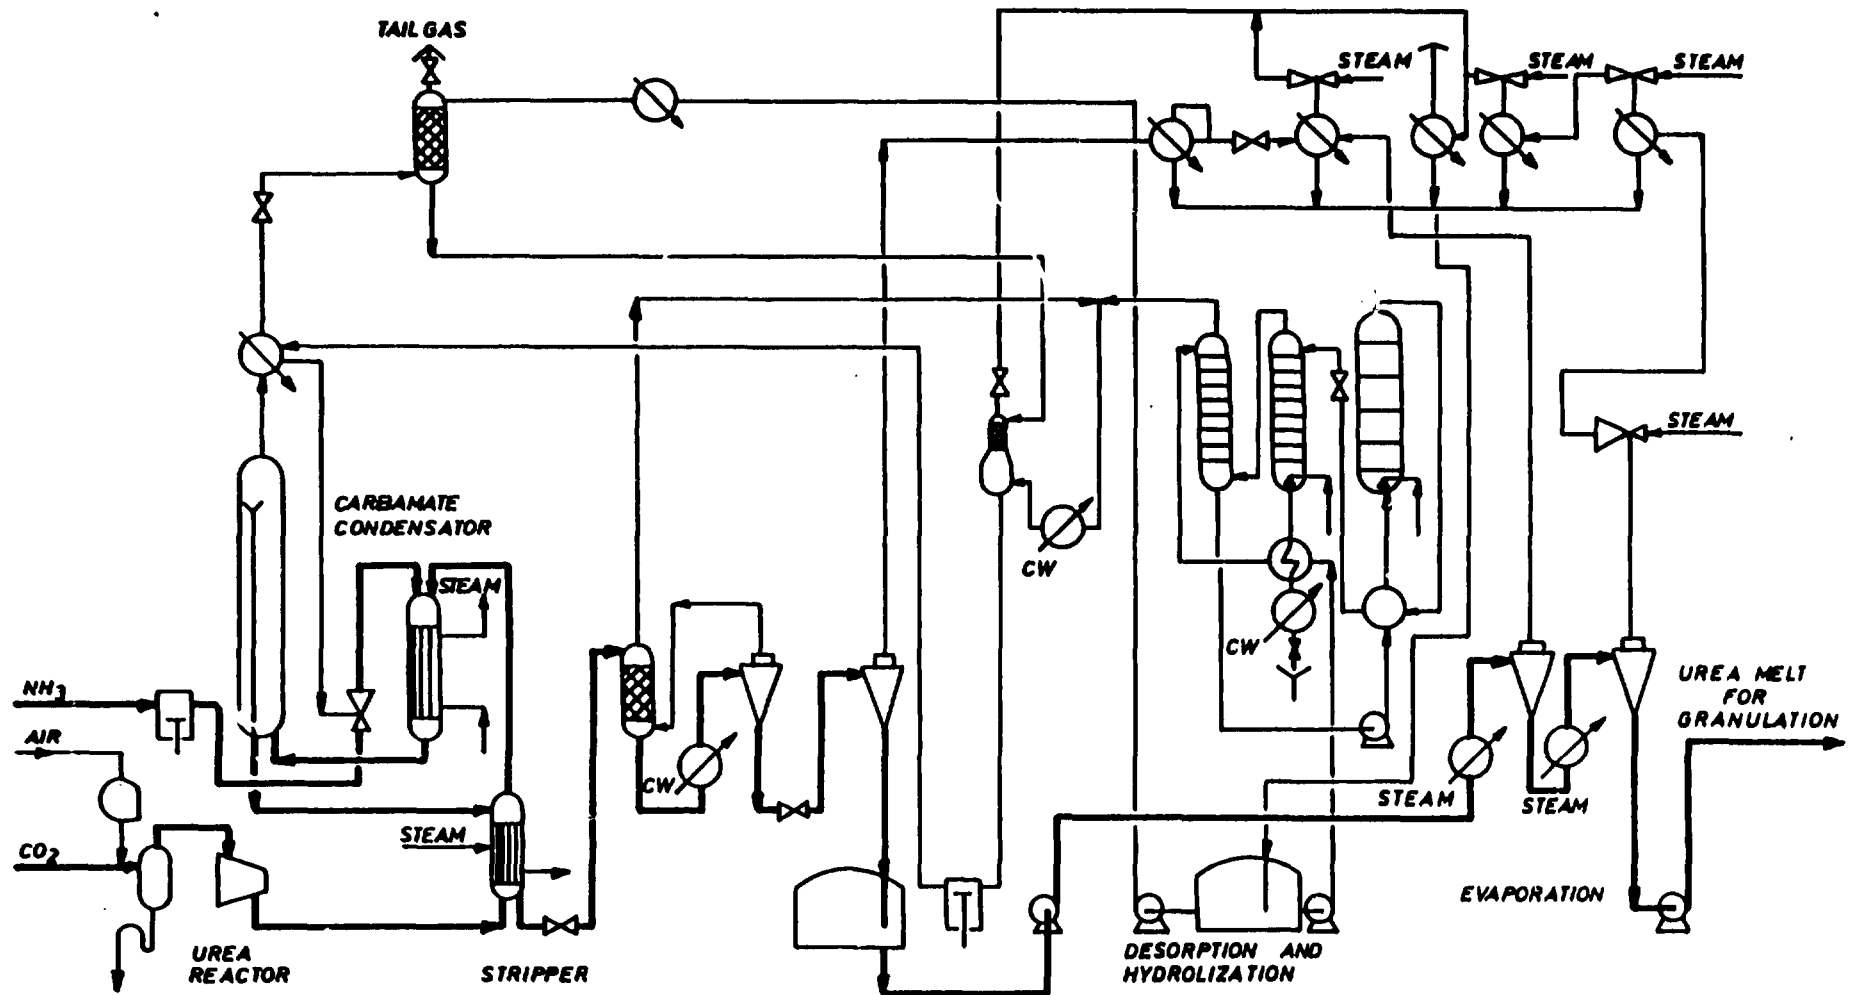 TAIL GAS
STEAM
STEAM
STEAM
STEAM
CARBAMATE
CONDENSATOR
STEAM
CW
CW
NH3
AIR
CW
UREA MELT
FOR
GRANULATION
STEAM
STEAM
STEAM
CO2
EVAPORATION
UREA
REACTOR
STRIPPER
DESORPTION AND
HYDROLIZATION